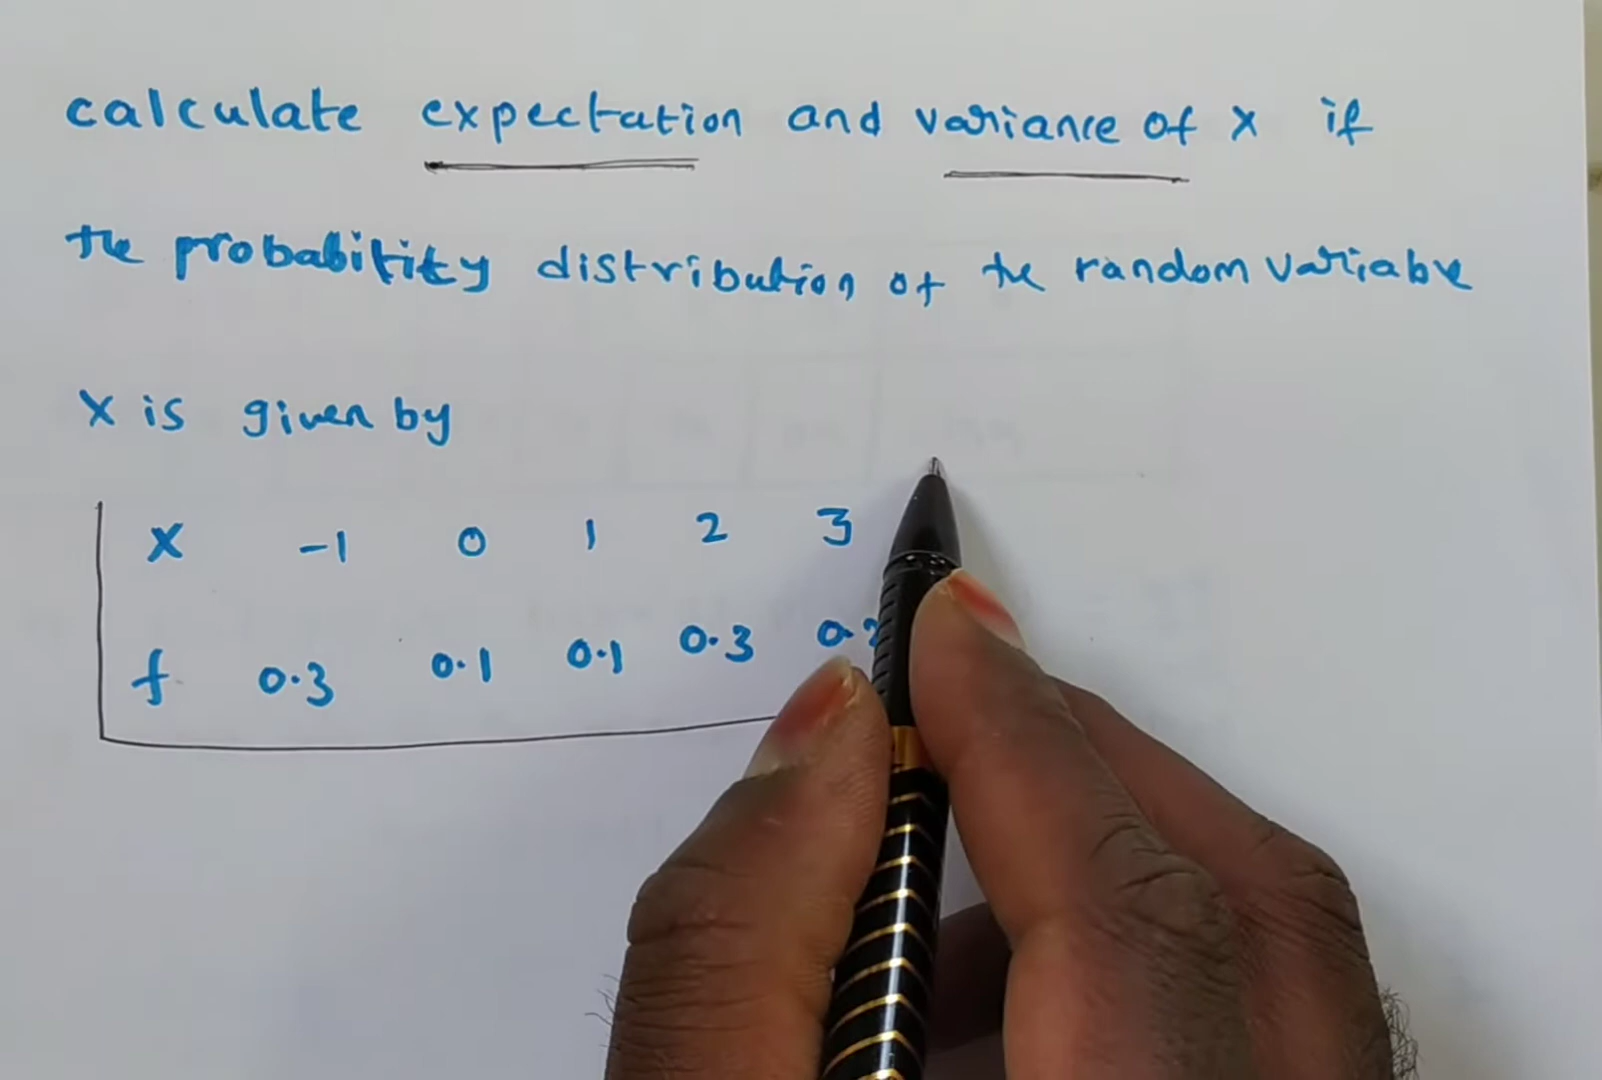 calculate expectation and variance of x if
the probability distribution of the random variable
X is given by
X -1 0 1 2 3
f 0.3 0.1 0.1 0.3